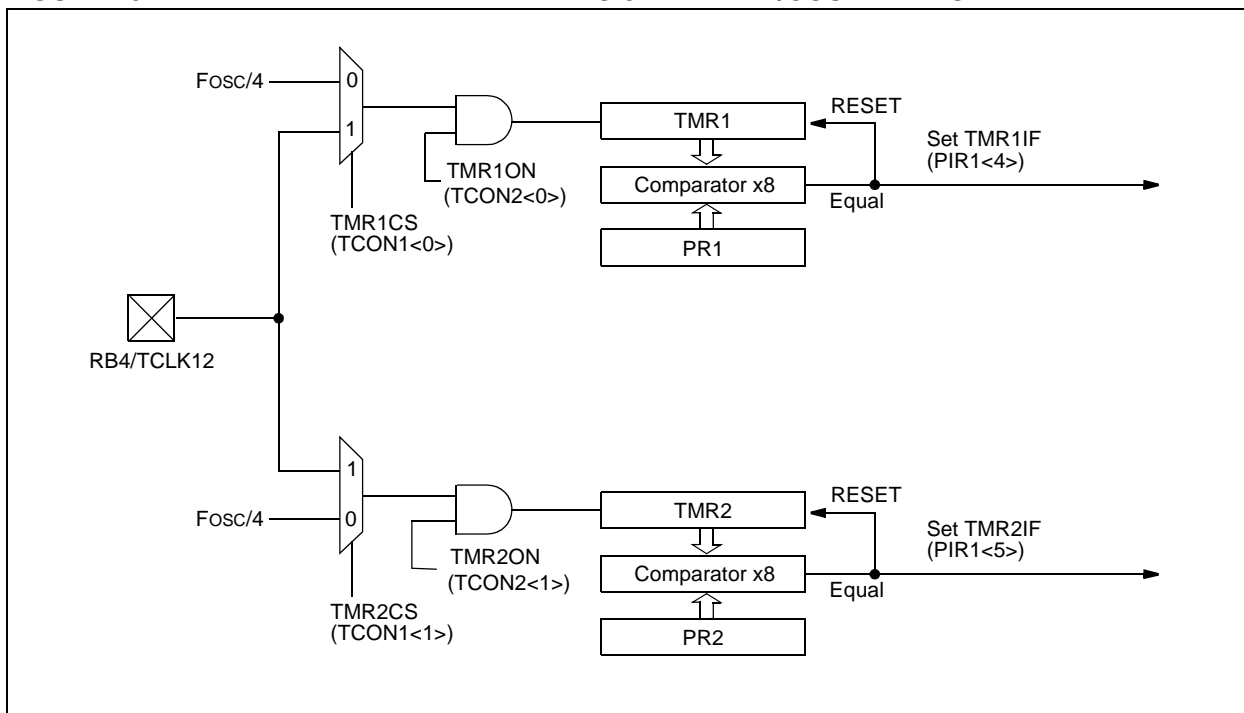 FOSC/4
0
1
TMR1ON
(TCON2<0>)
TMR1CS
(TCON1<0>)
TMR1
RESET
Comparator x8
Equal
PR1
Set TMR1IF
(PIR1<4>)
RB4/TCLK12
1
0
FOSC/4
TMR2ON
(TCON2<1>)
TMR2CS
(TCON1<1>)
TMR2
RESET
Comparator x8
Equal
PR2
Set TMR2IF
(PIR1<5>)